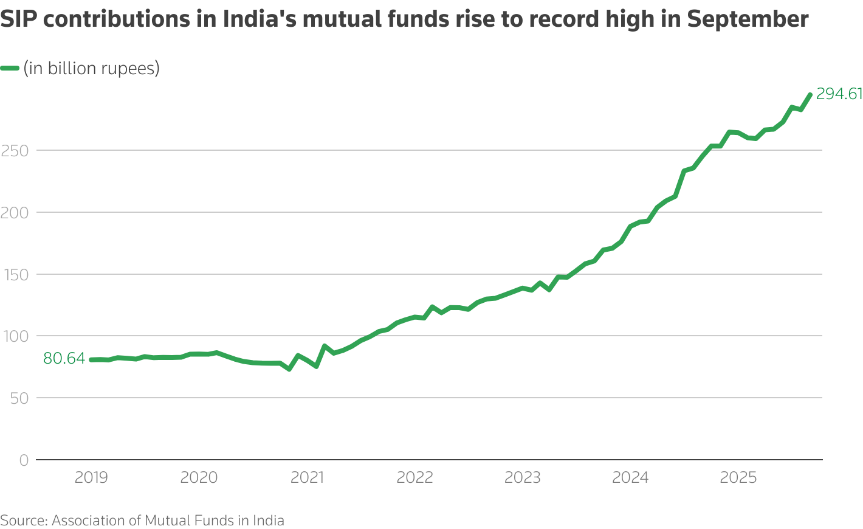 SIP contributions in India's mutual funds rise to record high in September
(in billion rupees)
294.61
250
200
150
100
80.64
50
0
2019 2020 2021 2022 2023 2024 2025
Source: Association of Mutual Funds in India